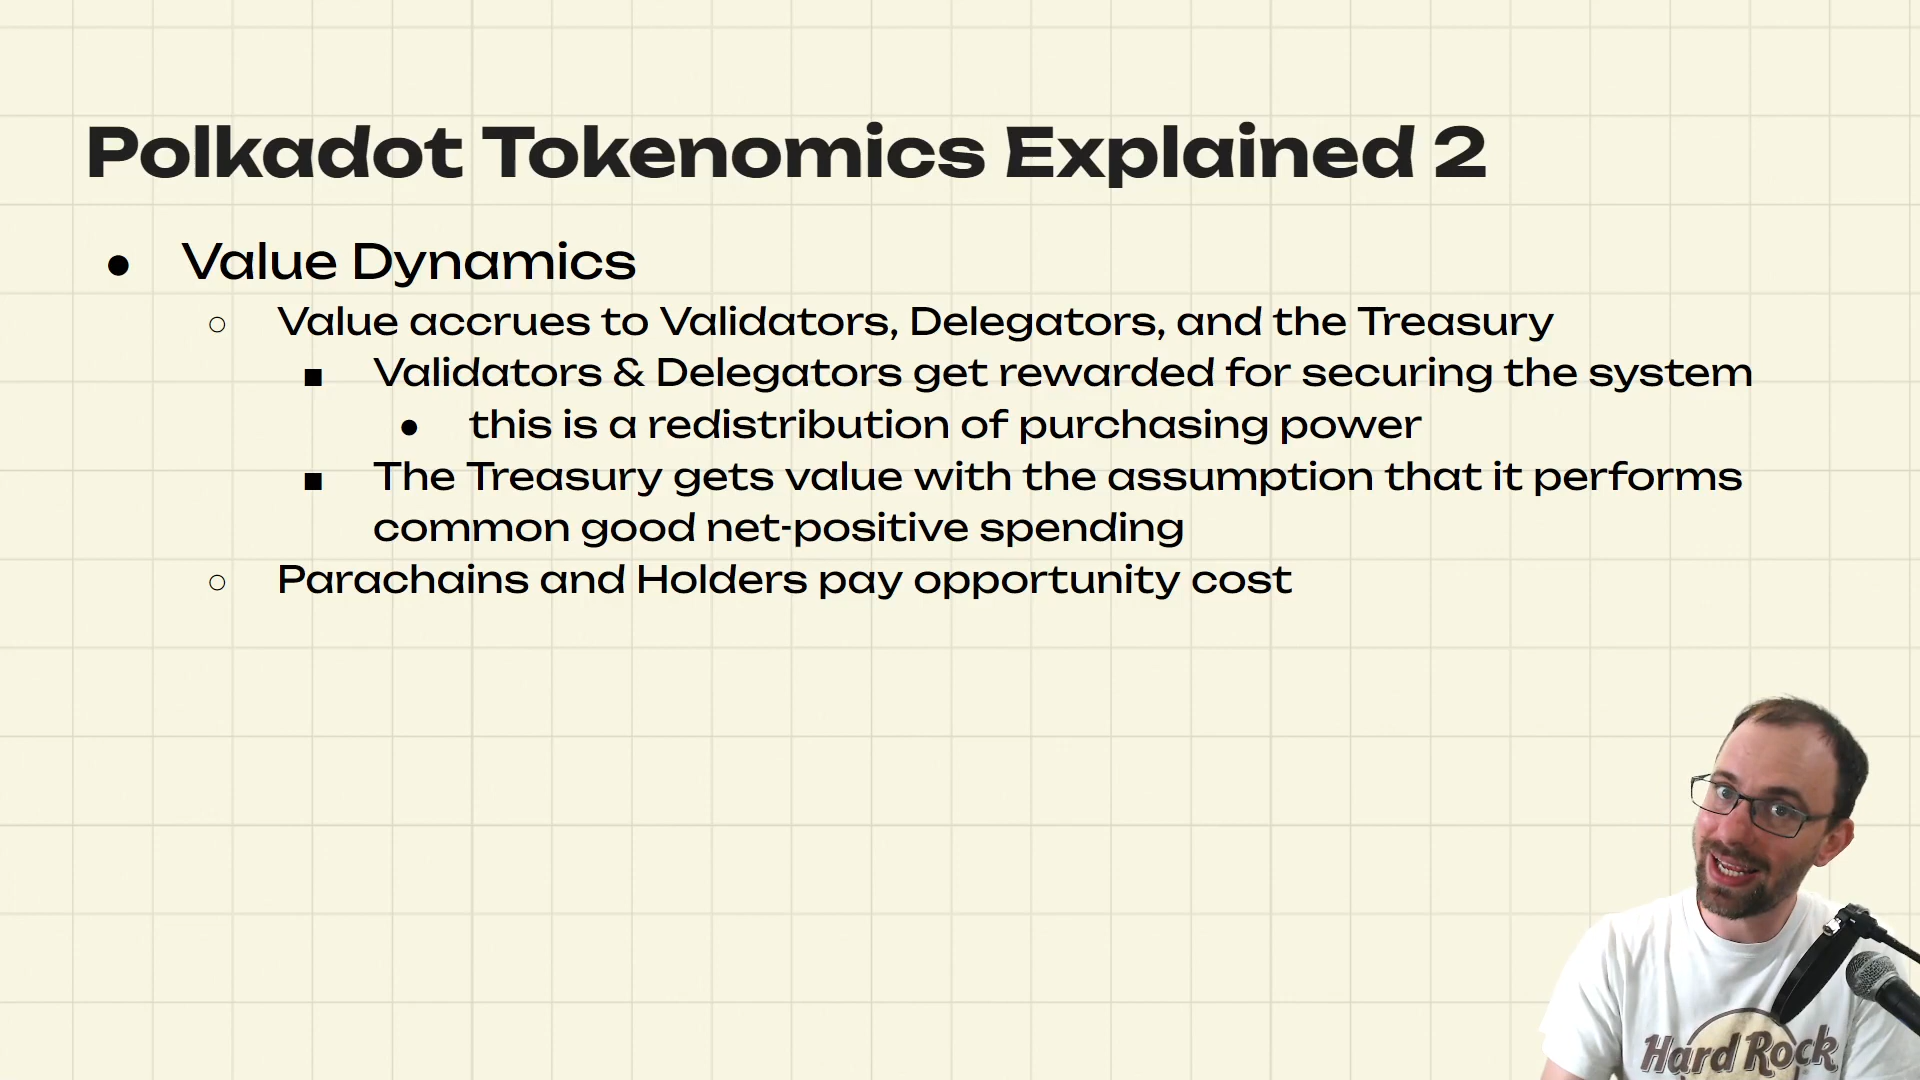 Polkadot Tokenomics Explained 2
● Value Dynamics
○ Value accrues to Validators, Delegators, and the Treasury
■ Validators & Delegators get rewarded for securing the system
● this is a redistribution of purchasing power
■ The Treasury gets value with the assumption that it performs
common good net-positive spending
○ Parachains and Holders pay opportunity cost
Hard Rock